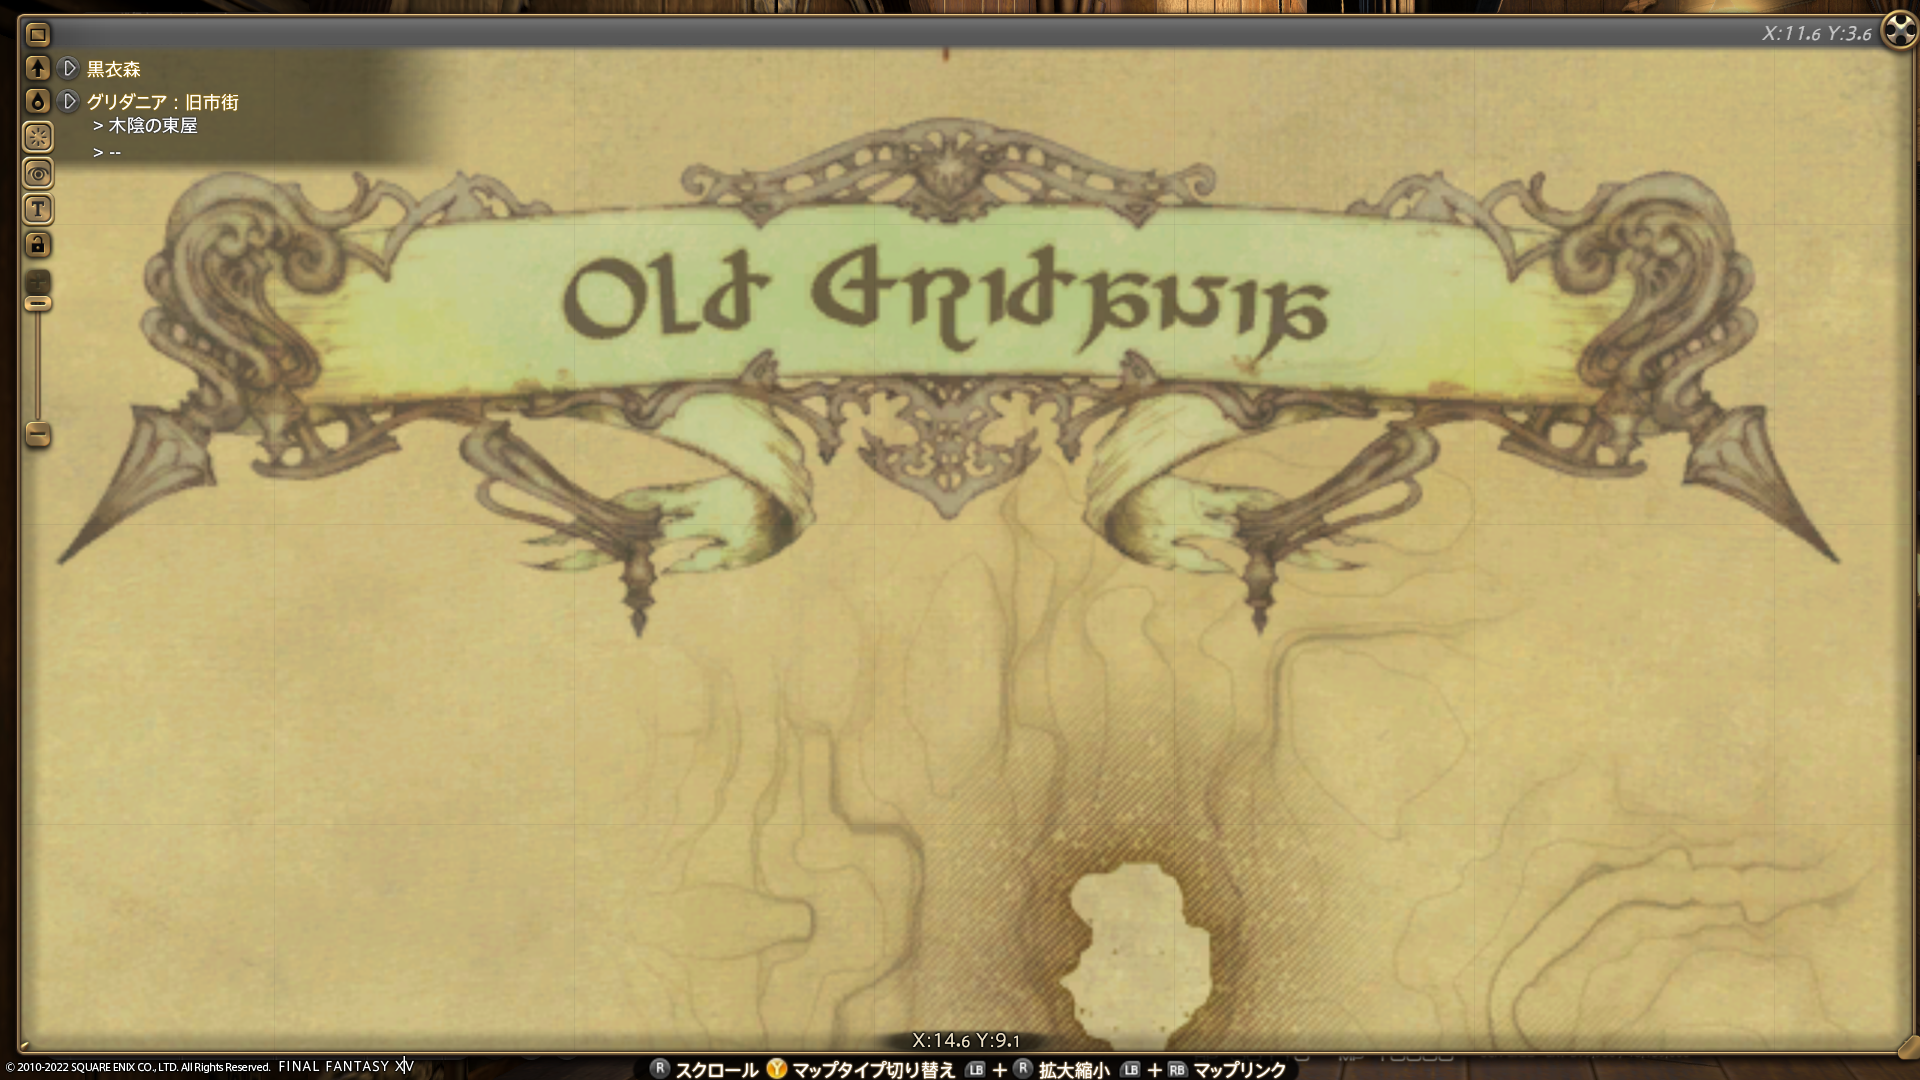 X:11.6 Y:3.6
黒衣森
グリダニア：旧市街
> 木陰の東屋
> --
T
Old Gridania
X:14.6 Y:9.1
© 2010-2022 SQUARE ENIX CO., LTD. All Rights Reserved. FINAL FANTASY XIV
R スクロール Y マップタイプ切り替え LB + R 拡大縮小 LB + RB マップリンク